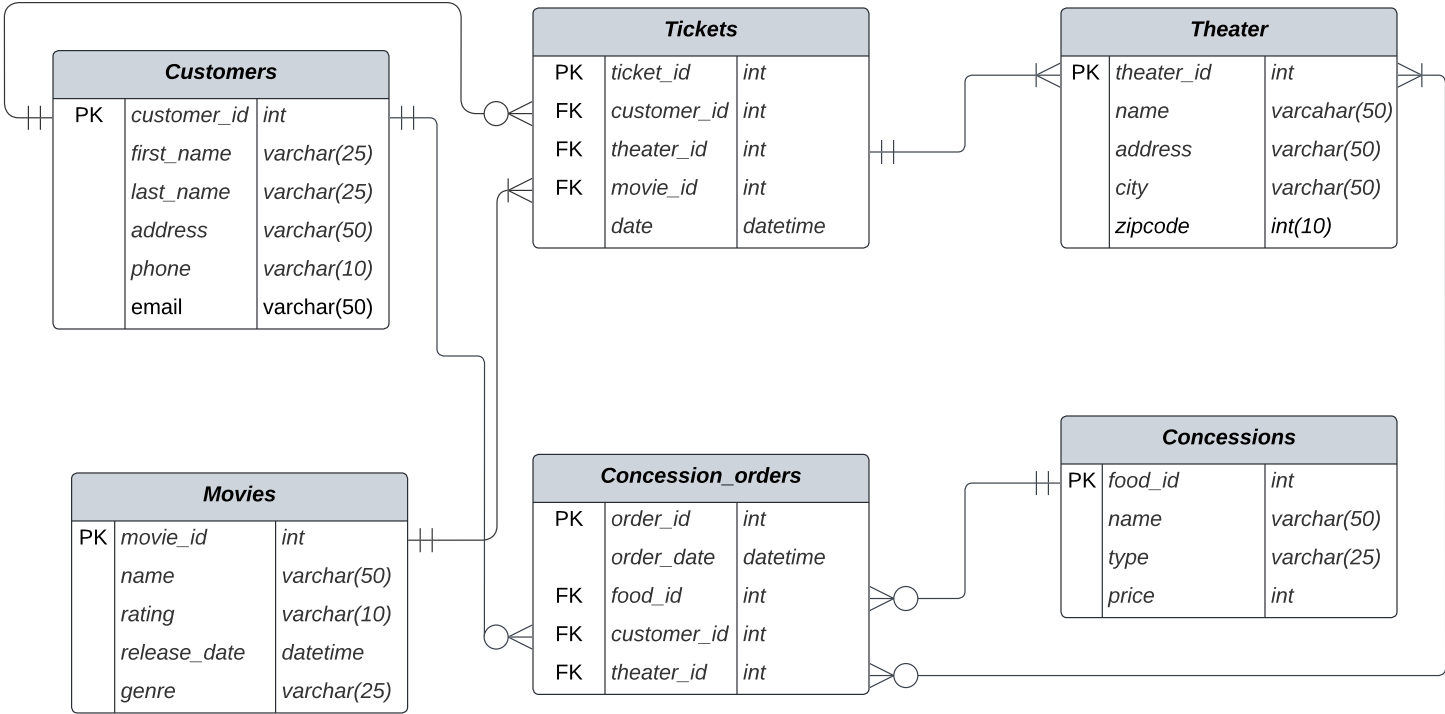 Customers
PK customer_id int
first_name varchar(25)
last_name varchar(25)
address varchar(50)
phone varchar(10)
email varchar(50)
Tickets
PK ticket_id int
FK customer_id int
FK theater_id int
FK movie_id int
date datetime
Theater
PK theater_id int
name varcahar(50)
address varchar(50)
city varchar(50)
zipcode int(10)
Movies
PK movie_id int
name varchar(50)
rating varchar(10)
release_date datetime
genre varchar(25)
Concession_orders
PK order_id int
order_date datetime
FK food_id int
FK customer_id int
FK theater_id int
Concessions
PK food_id int
name varchar(50)
type varchar(25)
price int